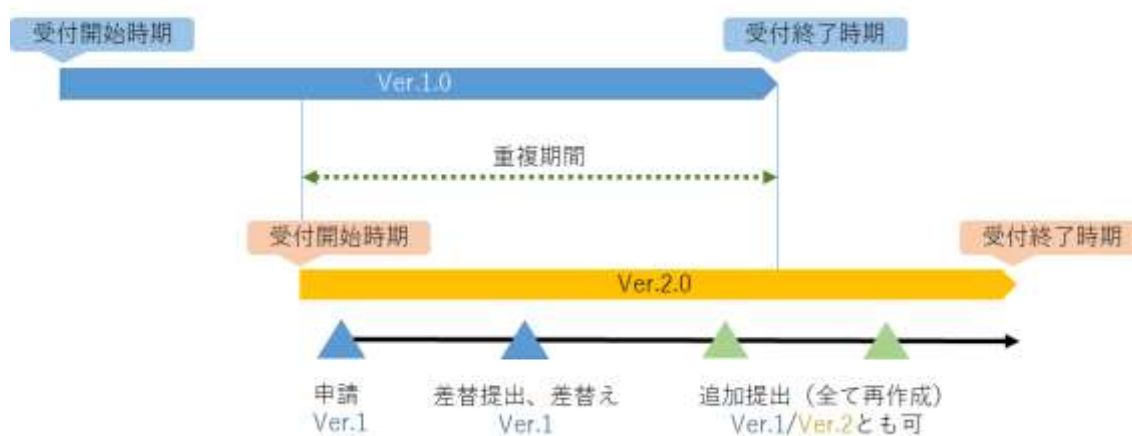 受付開始時期
受付終了時期
Ver.1.0
重複期間
受付開始時期
受付終了時期
Ver.2.0
申請
Ver.1
差替提出、差替え
Ver.1
追加提出（全て再作成）
Ver.1/Ver.2とも可